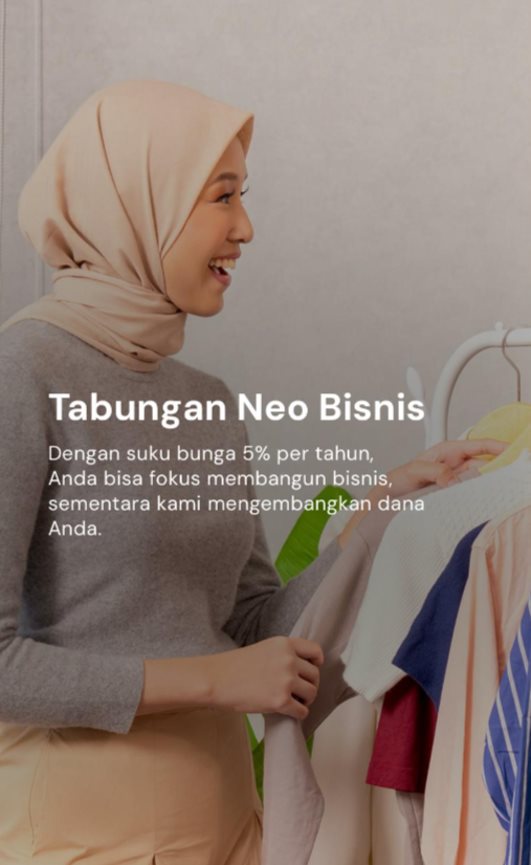 Tabungan Neo Bisnis
Dengan suku bunga 5% per tahun,
Anda bisa fokus membangun bisnis,
sementara kami mengembangkan dana
Anda.